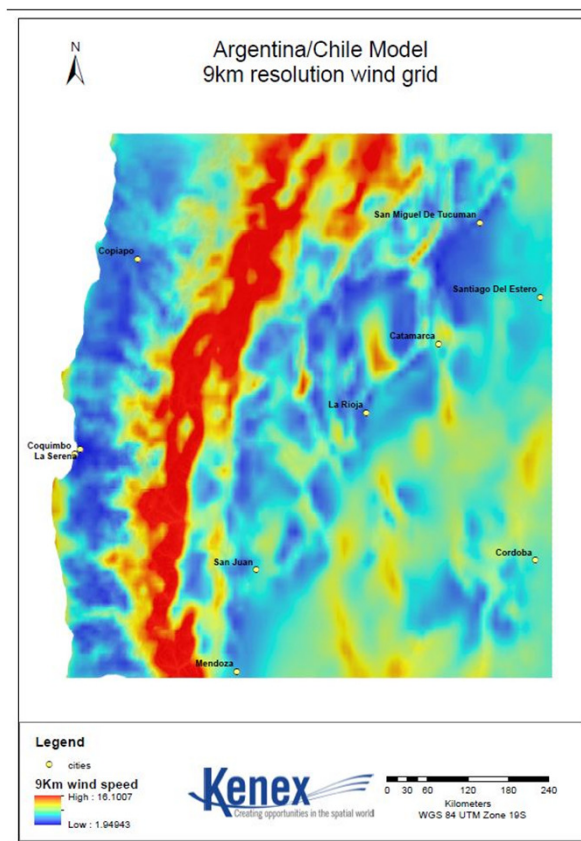 N
Argentina/Chile Model
9km resolution wind grid
San Miguel De Tucuman
Copiapo
Santiago Del Estero
Catamarca
La Rioja
Coquimbo
La Serena
Cordoba
San Juan
Mendoza
Legend
cities
9Km wind speed
High : 16.1007
Low : 1.94943
Kenex
Creating opportunities in the spatial world
0 30 60 120 180 240
Kilometers
WGS 84 UTM Zone 19S